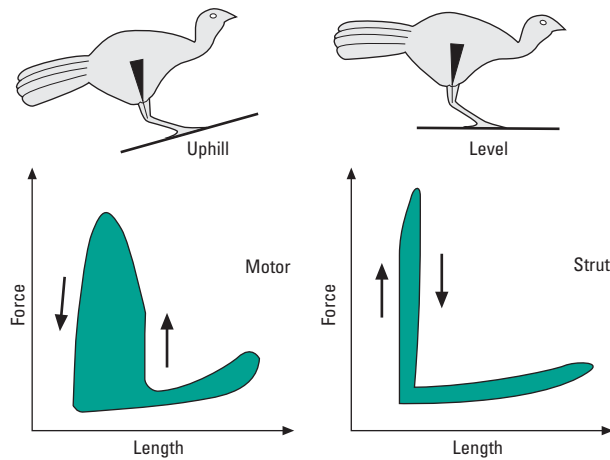 Uphill
Level
Motor
Force
Length
Strut
Force
Length